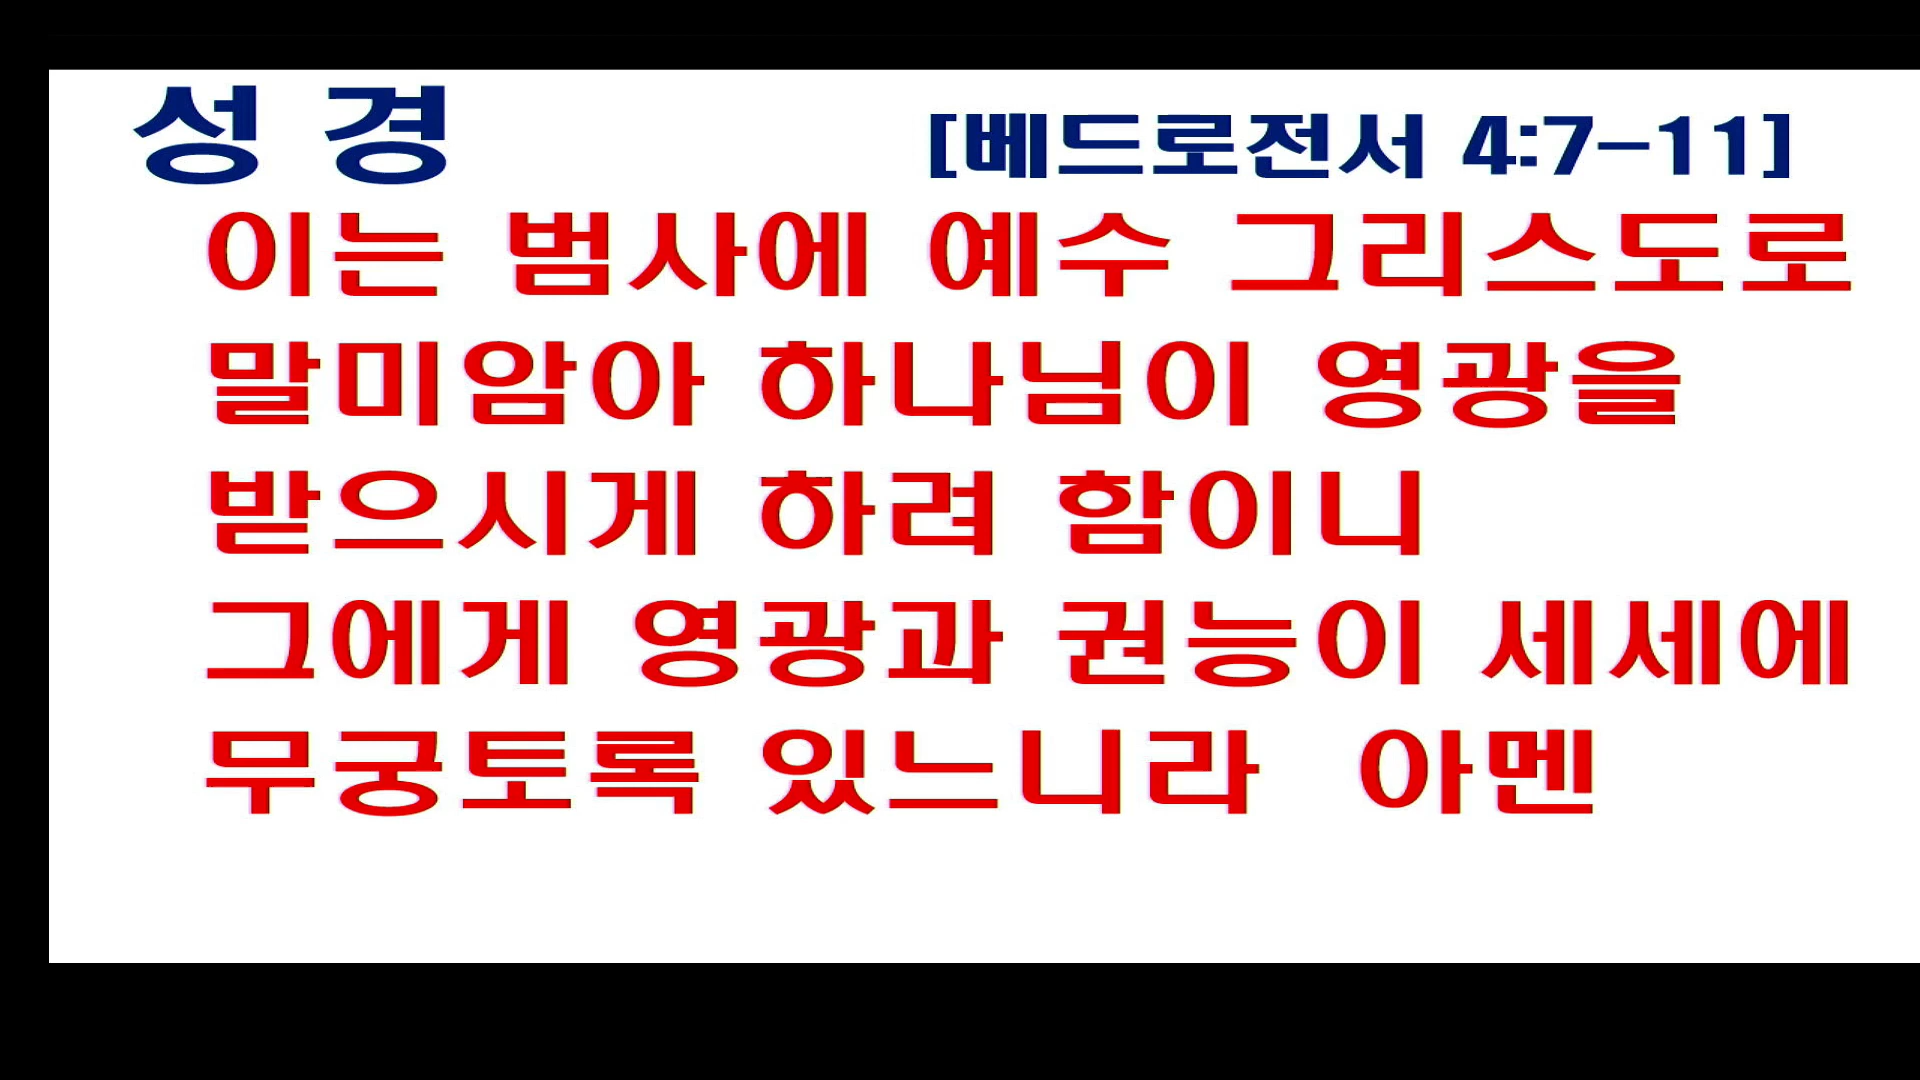 성 경 [베드로전서 4:7-11]
이는 범사에 예수 그리스도로
말미암아 하나님이 영광을
받으시게 하려 함이니
그에게 영광과 권능이 세세에
무궁토록 있느니라 아멘